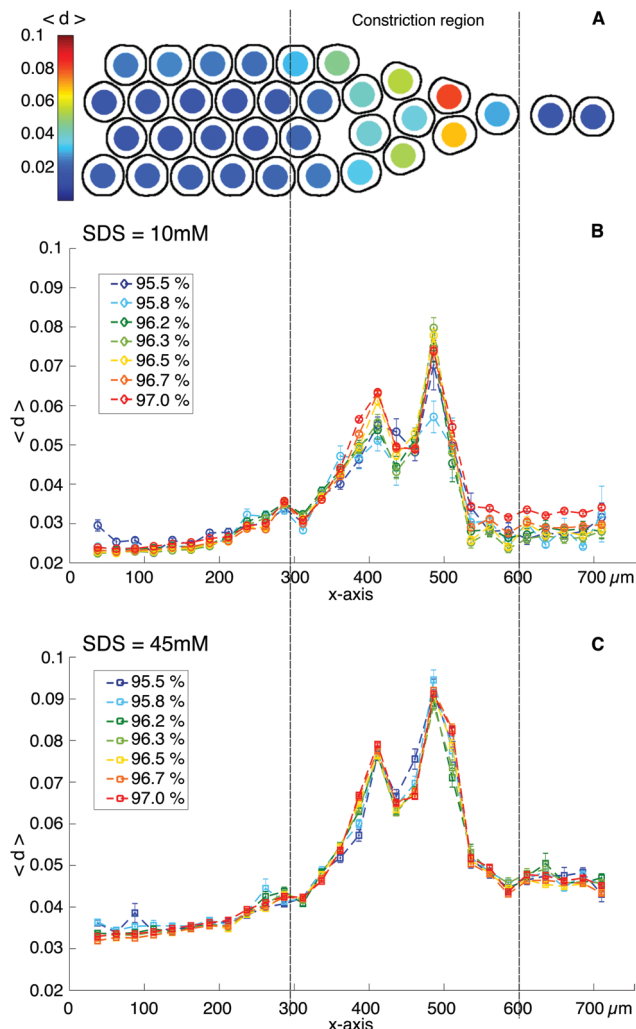 < d >
Constriction region
A
0.1
0.08
0.06
0.04
0.02
SDS = 10mM
B
0.1
0.09
0.08
0.07
0.06
0.05
0.04
0.03
0.02
< d >
95.5 %
95.8 %
96.2 %
96.3 %
96.5 %
96.7 %
97.0 %
0 100 200 300 400 500 600 700 µm
x-axis
SDS = 45mM
C
0.1
0.09
0.08
0.07
0.06
0.05
0.04
0.03
0.02
< d >
95.5 %
95.8 %
96.2 %
96.3 %
96.5 %
96.7 %
97.0 %
0 100 200 300 400 500 600 700 µm
x-axis